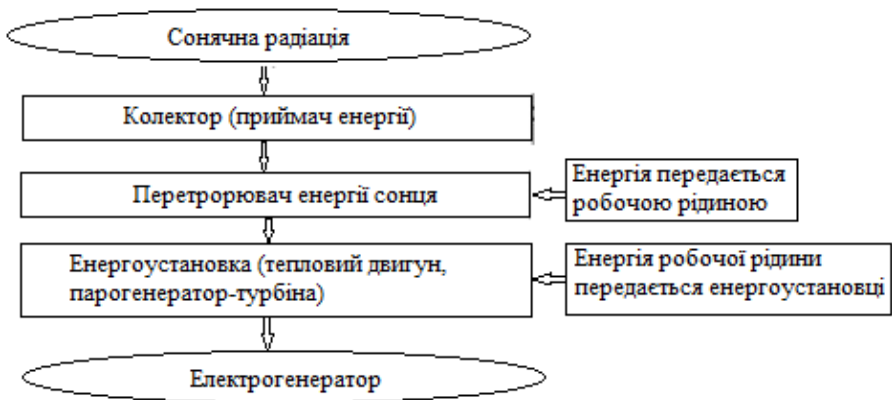 Сонячна радіація
Колектор (приймач енергії)
Перетрорювач енергії сонця
Енергія передається
робочою рідиною
Енергоустановка (тепловий двигун,
парогенератор-турбіна)
Енергія робочої рідини
передається енергоустановці
Електрогенератор